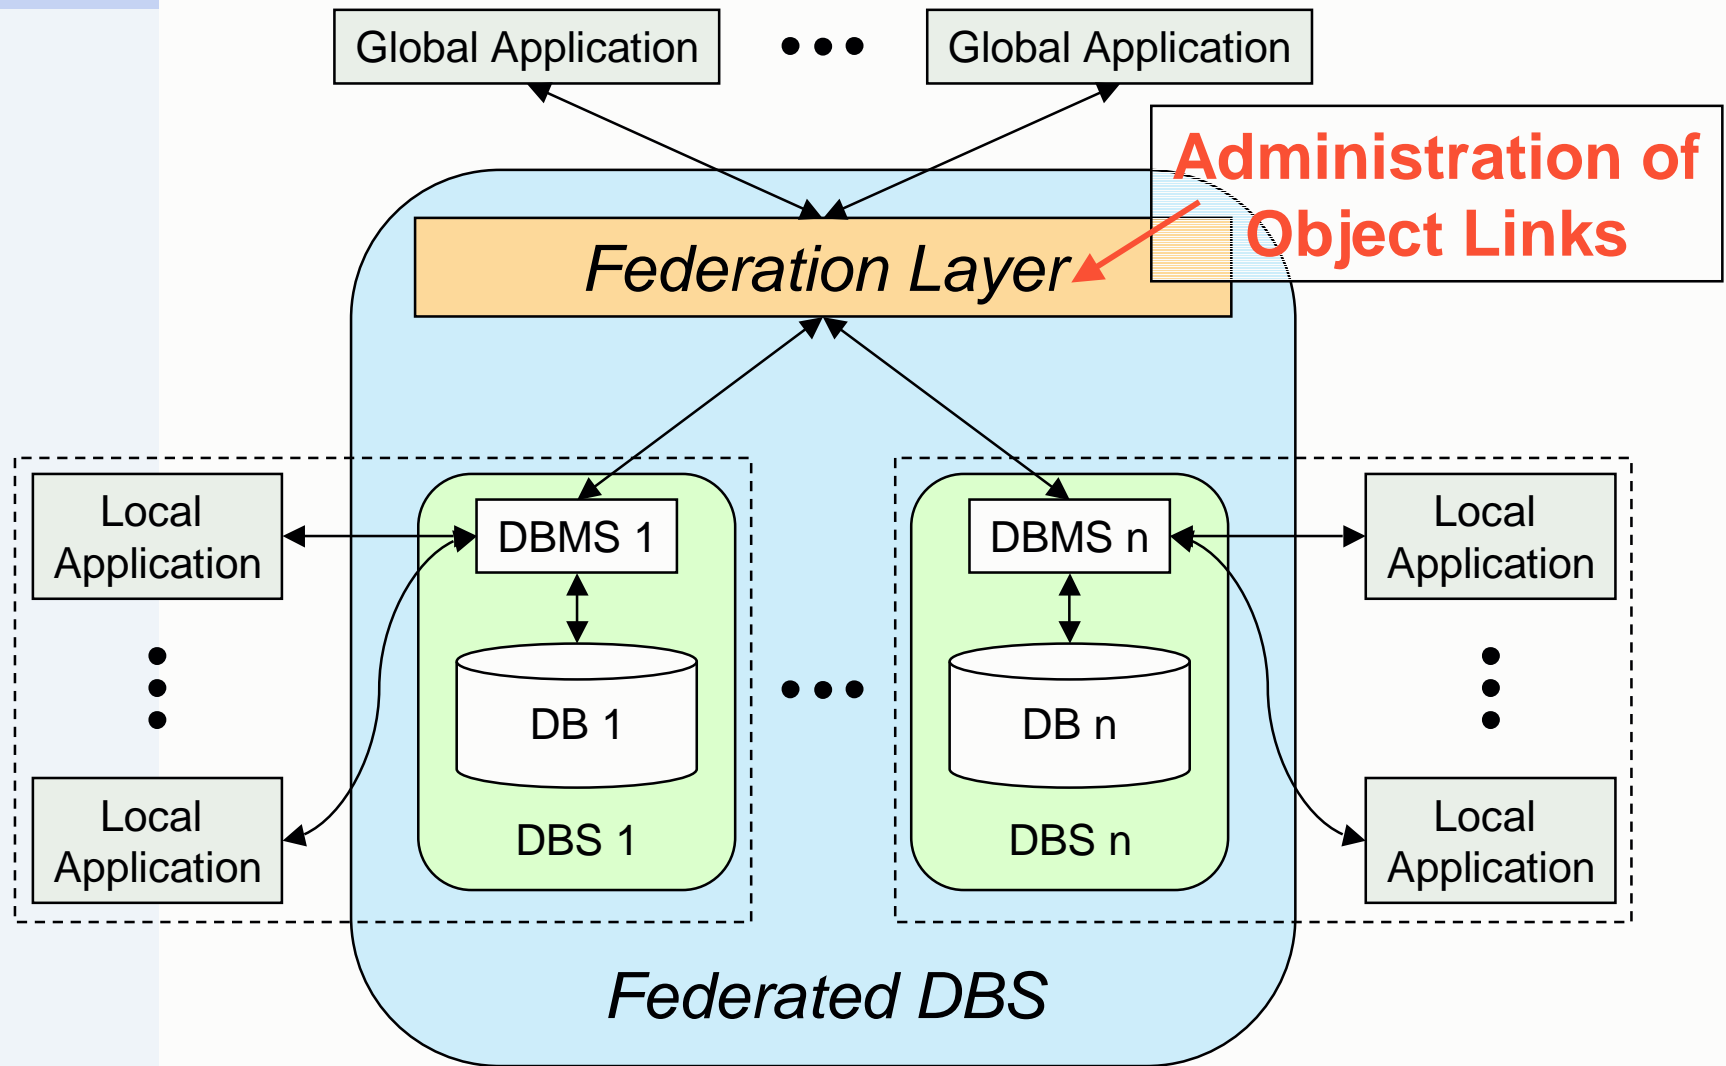 Global Application
Global Application
Administration of
Object Links
Federation Layer
Local
Application
DBMS 1
DB 1
DBS 1
Local
Application
DBMS n
DB n
DBS n
Local
Application
Local
Application
Federated DBS